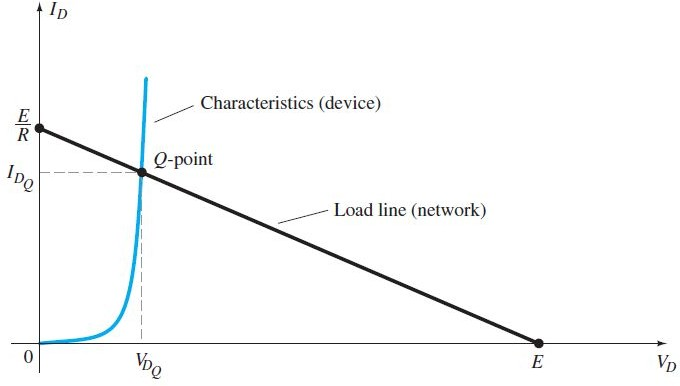 I_D
Characteristics (device)
E/R
Q-point
I_DQ
Load line (network)
0
V_DQ
E
V_D